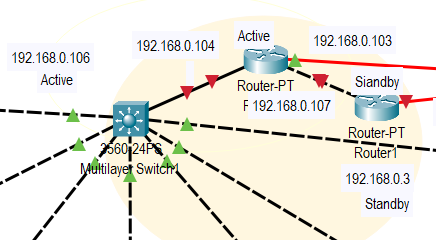 192.168.0.106
Active
192.168.0.104
Active
192.168.0.103
Router-PT
192.168.0.107
Siandby
Router-PT
Router1
3560-24PS
Multilayer Switch1
192.168.0.3
Standby